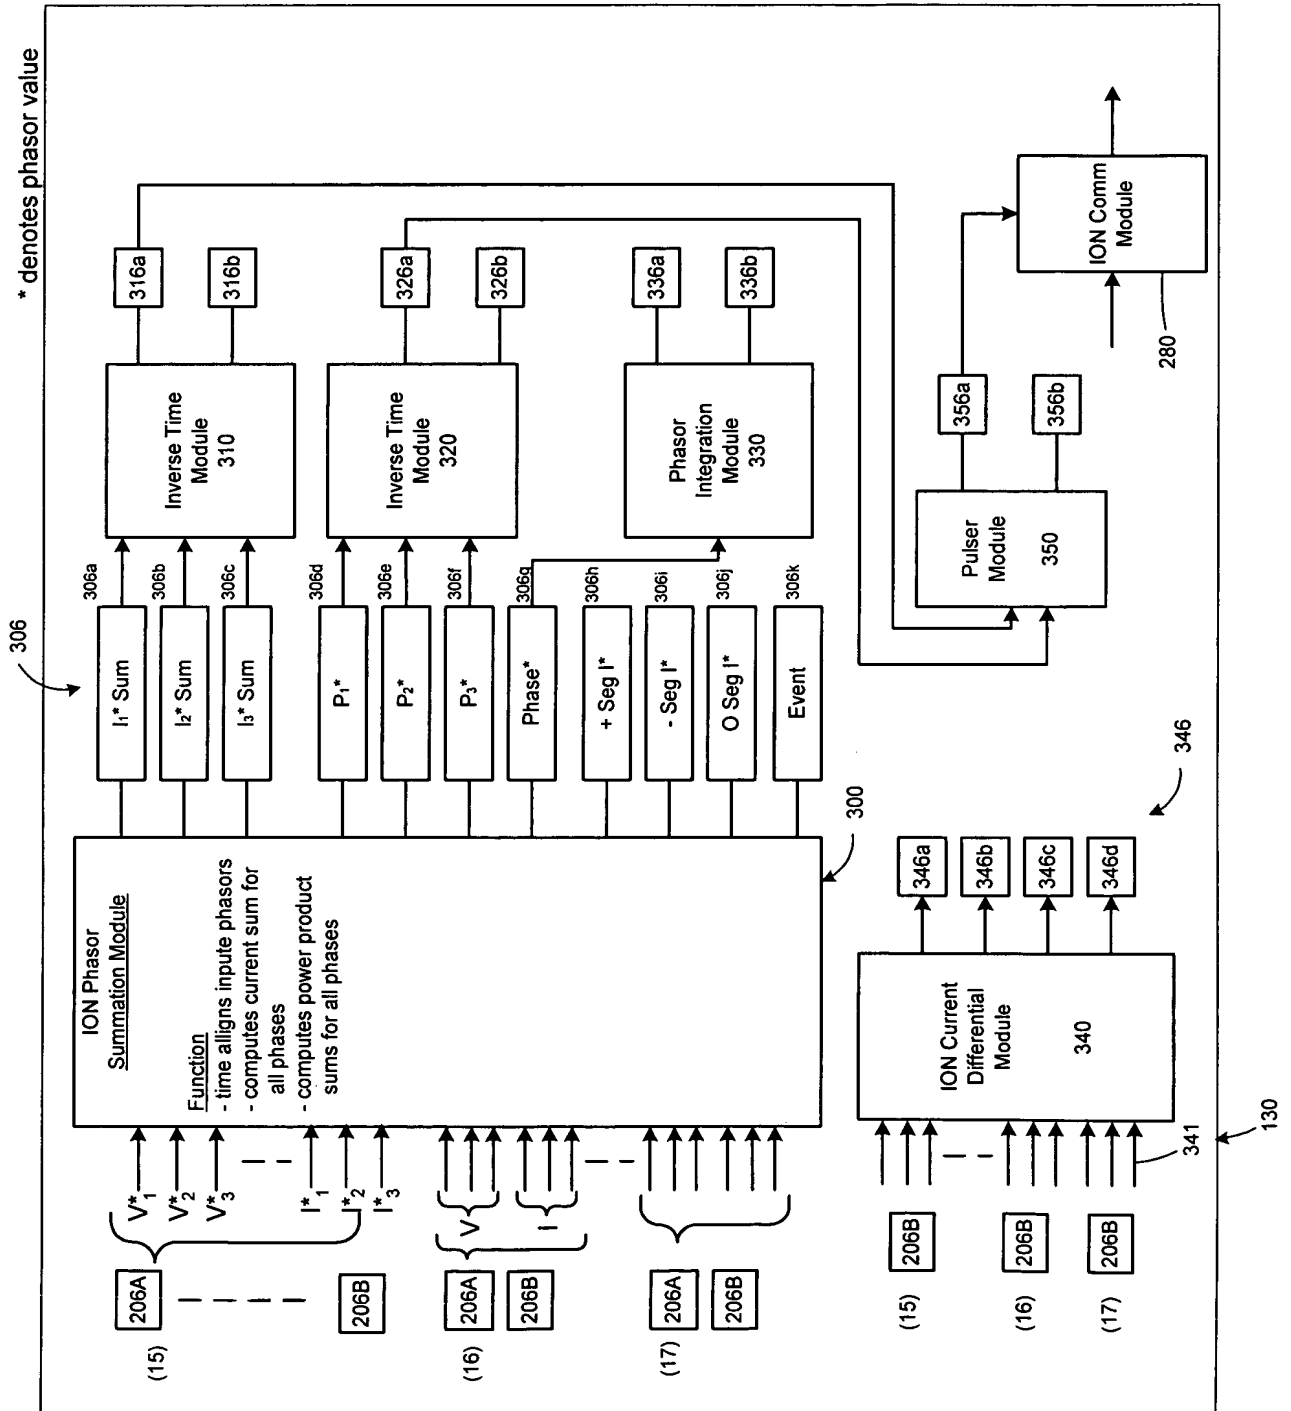 * denotes phasor value
(15)
206A
206B
V*1
V*2
V*3
I*1
I*2
I*3
(16)
206A
206B
V
I
(17)
206A
206B
ION Phasor
Summation Module
Function
- time alligns inpute phasors
- computes current sum for
all phases
- computes power product
sums for all phases
300
306
I1* Sum
306a
I2* Sum
306b
I3* Sum
306c
P1*
306d
P2*
306e
P3*
306f
Phase*
306g
+ Seg I*
306h
- Seg I*
306i
O Seg I*
306j
Event
306k
Inverse Time
Module
310
316a
316b
Inverse Time
Module
320
326a
326b
Phasor
Integration
Module
330
336a
336b
(15)
206B
(16)
206B
(17)
206B
341
130
ION Current
Differential
Module
340
346a
346b
346c
346d
346
Pulser
Module
350
356a
356b
ION Comm
Module
280